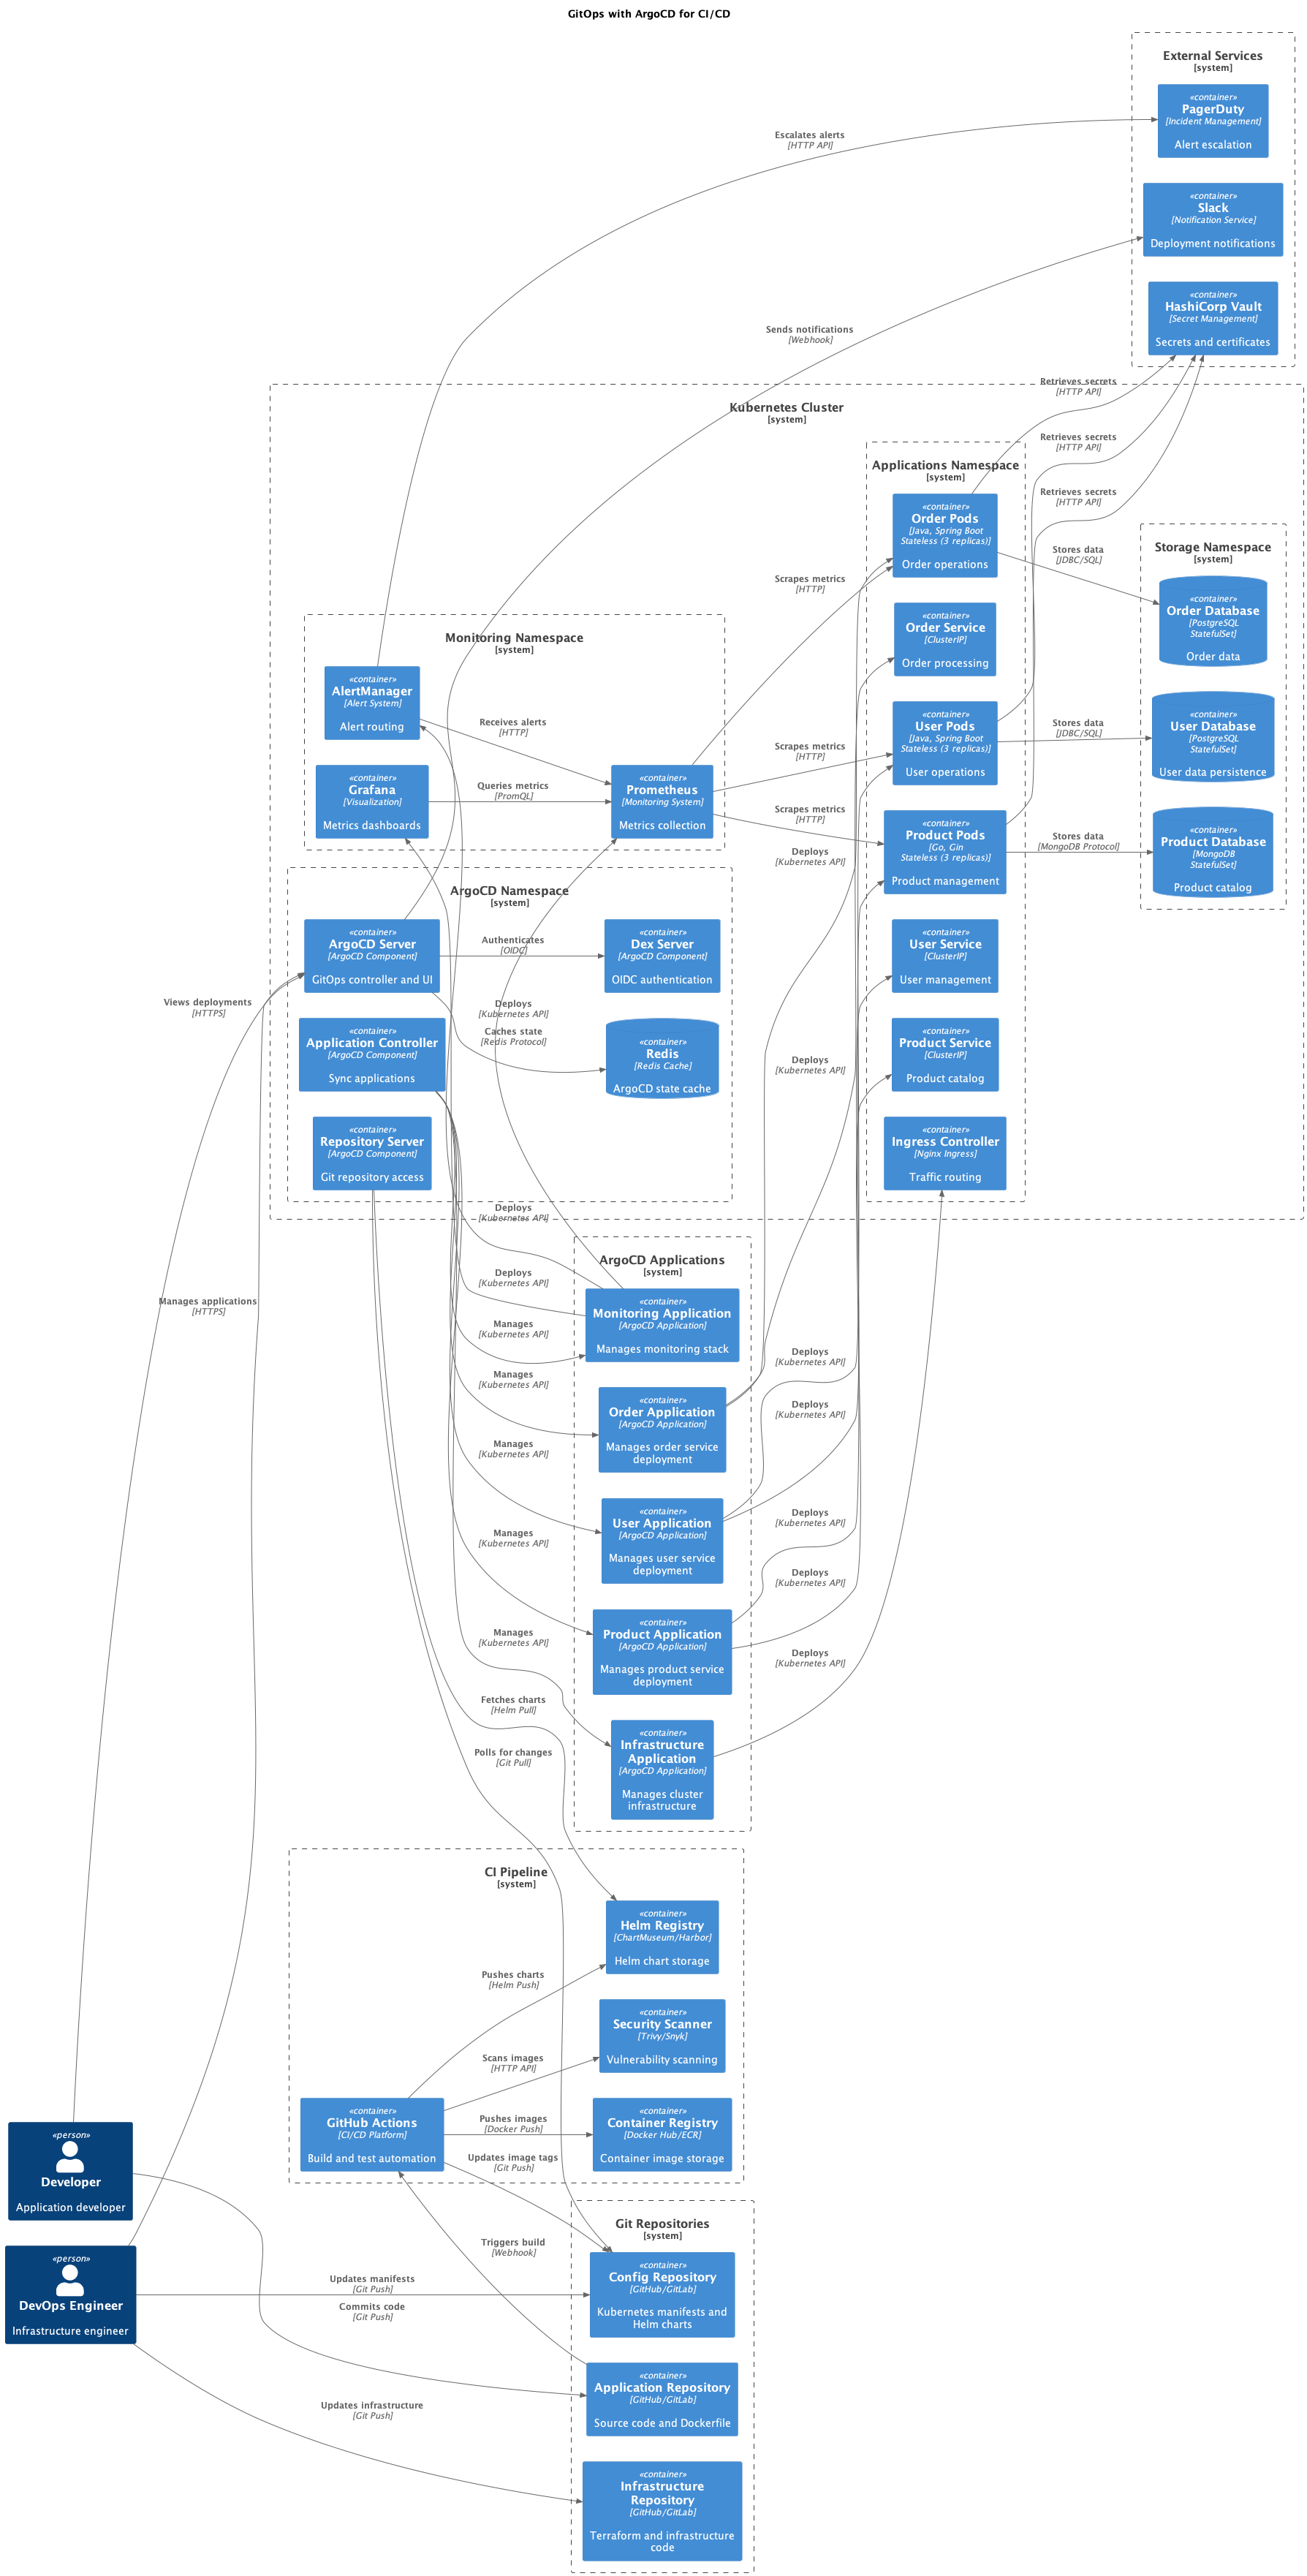 GitOps with ArgoCD for CI/CD
External Services
[system]
«container»
PagerDuty
[Incident Management]
Alert escalation
«container»
Slack
[Notification Service]
Deployment notifications
«container»
HashiCorp Vault
[Secret Management]
Secrets and certificates
Escalates alerts
[HTTP API]
Sends notifications
[Webhook]
Kubernetes Cluster
[system]
Retrieves secrets
[HTTP API]
Retrieves secrets
[HTTP API]
Retrieves secrets
[HTTP API]
Applications Namespace
[system]
«container»
Order Pods
[Java, Spring Boot
Stateless (3 replicas)]
Order operations
«container»
Order Service
[ClusterIP]
Order processing
«container»
User Pods
[Java, Spring Boot
Stateless (3 replicas)]
User operations
«container»
Product Pods
[Go, Gin
Stateless (3 replicas)]
Product management
«container»
User Service
[ClusterIP]
User management
«container»
Product Service
[ClusterIP]
Product catalog
«container»
Ingress Controller
[Nginx Ingress]
Traffic routing
Stores data
[JDBC/SQL]
Stores data
[JDBC/SQL]
Stores data
[MongoDB Protocol]
Storage Namespace
[system]
«container»
Order Database
[PostgreSQL
StatefulSet]
Order data
«container»
User Database
[PostgreSQL
StatefulSet]
User data persistence
«container»
Product Database
[MongoDB
StatefulSet]
Product catalog
Monitoring Namespace
[system]
«container»
AlertManager
[Alert System]
Alert routing
«container»
Grafana
[Visualization]
Metrics dashboards
Receives alerts
[HTTP]
Queries metrics
[PromQL]
«container»
Prometheus
[Monitoring System]
Metrics collection
Scrapes metrics
[HTTP]
Scrapes metrics
[HTTP]
Scrapes metrics
[HTTP]
Deploys
[Kubernetes API]
Deploys
[Kubernetes API]
ArgoCD Namespace
[system]
«container»
ArgoCD Server
[ArgoCD Component]
GitOps controller and UI
«container»
Application Controller
[ArgoCD Component]
Sync applications
«container»
Repository Server
[ArgoCD Component]
Git repository access
Authenticates
[OIDC]
Deploys
[Kubernetes API]
Caches state
[Redis Protocol]
«container»
Dex Server
[ArgoCD Component]
OIDC authentication
«container»
Redis
[Redis Cache]
ArgoCD state cache
Views deployments
[HTTPS]
Manages applications
[HTTPS]
Deploys
[Kubernetes API]
Deploys
[Kubernetes API]
Manages
[Kubernetes API]
Manages
[Kubernetes API]
Manages
[Kubernetes API]
Manages
[Kubernetes API]
Manages
[Kubernetes API]
ArgoCD Applications
[system]
«container»
Monitoring Application
[ArgoCD Application]
Manages monitoring stack
«container»
Order Application
[ArgoCD Application]
Manages order service
deployment
«container»
User Application
[ArgoCD Application]
Manages user service
deployment
«container»
Product Application
[ArgoCD Application]
Manages product service
deployment
«container»
Infrastructure
Application
[ArgoCD Application]
Manages cluster
infrastructure
Deploys
[Kubernetes API]
Deploys
[Kubernetes API]
Deploys
[Kubernetes API]
Deploys
[Kubernetes API]
Deploys
[Kubernetes API]
Fetches charts
[Helm Pull]
Polls for changes
[Git Pull]
CI Pipeline
[system]
«container»
Helm Registry
[ChartMuseum/Harbor]
Helm chart storage
«container»
Security Scanner
[Trivy/Snyk]
Vulnerability scanning
«container»
Container Registry
[Docker Hub/ECR]
Container image storage
Pushes charts
[Helm Push]
Scans images
[HTTP API]
Pushes images
[Docker Push]
Updates image tags
[Git Push]
«container»
GitHub Actions
[CI/CD Platform]
Build and test automation
«person»
Developer
Application developer
«person»
DevOps Engineer
Infrastructure engineer
Triggers build
[Webhook]
Updates manifests
[Git Push]
Commits code
[Git Push]
Updates infrastructure
[Git Push]
Git Repositories
[system]
«container»
Config Repository
[GitHub/GitLab]
Kubernetes manifests and
Helm charts
«container»
Application Repository
[GitHub/GitLab]
Source code and Dockerfile
«container»
Infrastructure
Repository
[GitHub/GitLab]
Terraform and infrastructure
code